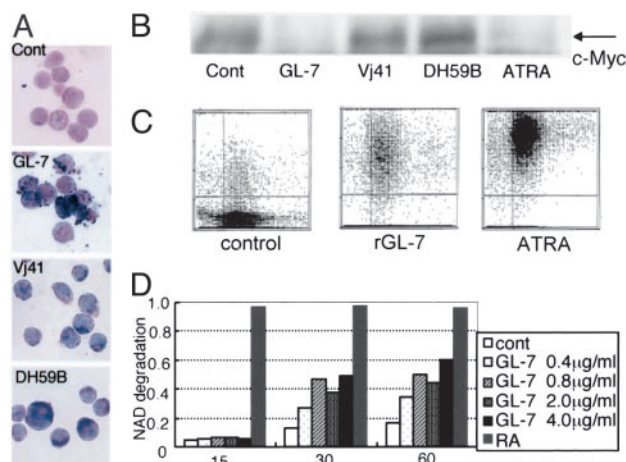 A
Cont
GL-7
Vj41
DH59B
B
Cont GL-7 Vj41 DH59B ATRA
c-Myc
C
control rGL-7 ATRA
D
NAD degradation
1.0
0.8
0.6
0.4
0.2
0
15 30 60
cont
GL-7 0.4µg/ml
GL-7 0.8µg/ml
GL-7 2.0µg/ml
GL-7 4.0µg/ml
RA